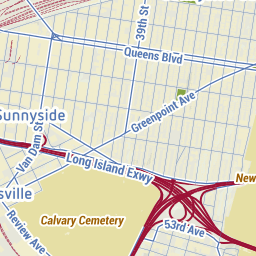 39th St
Queens Blvd
Greenpoint Ave
Sunnyside
Van Dam St
Long Island Exwy
New
sville
Review Ave
Calvary Cemetery
53rd Ave